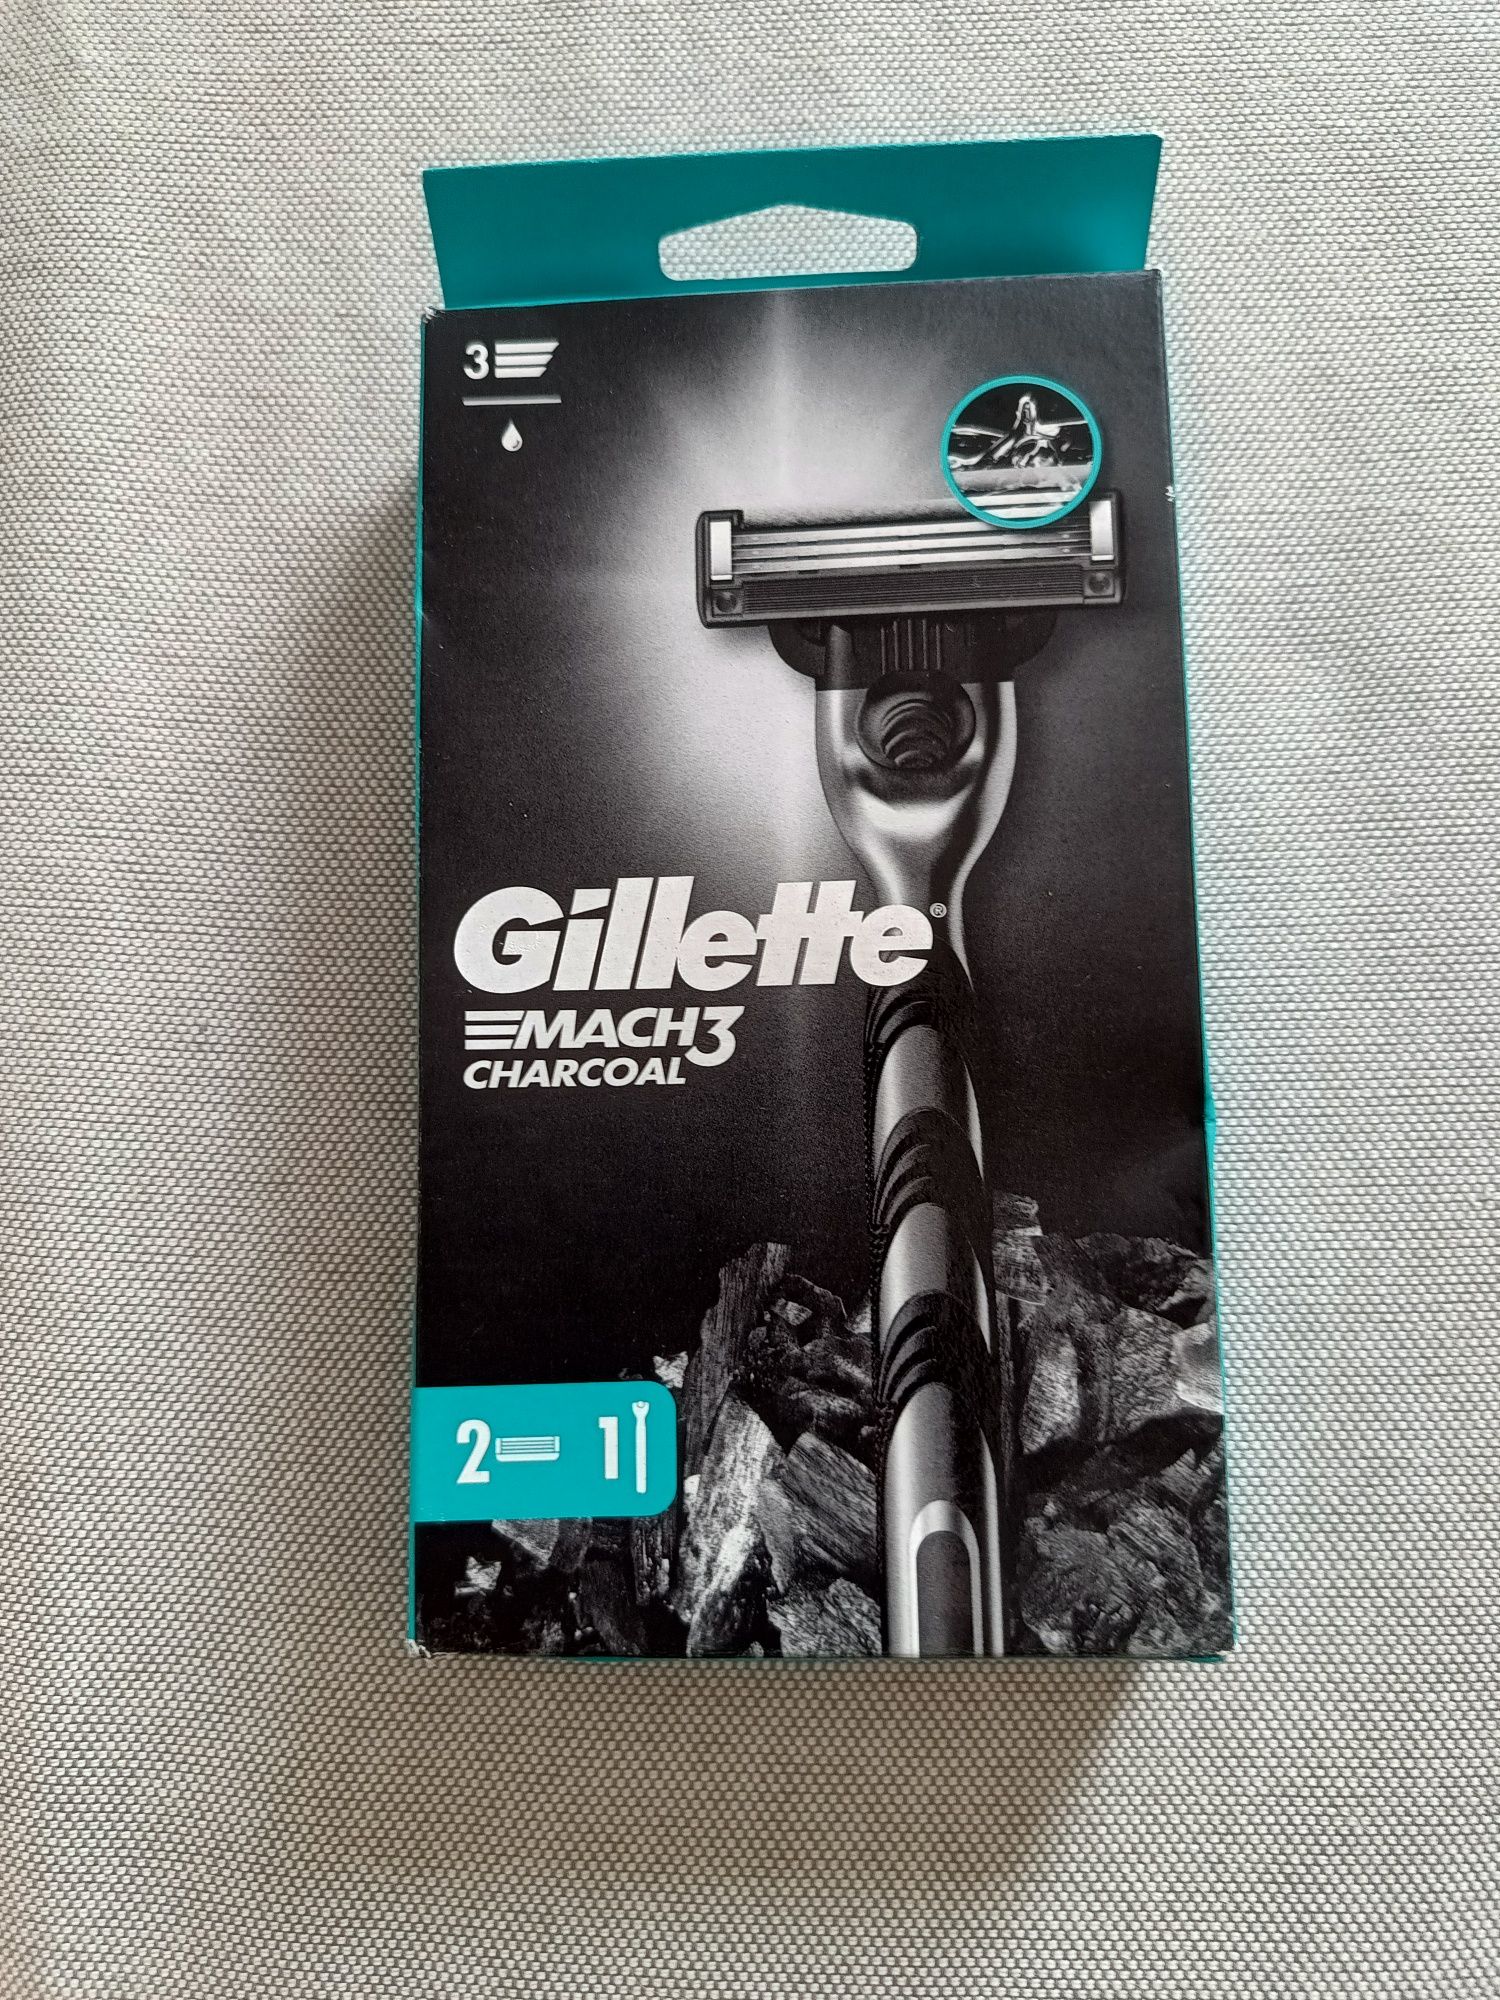 3
Gillette®
MACH3
CHARCOAL
2 1